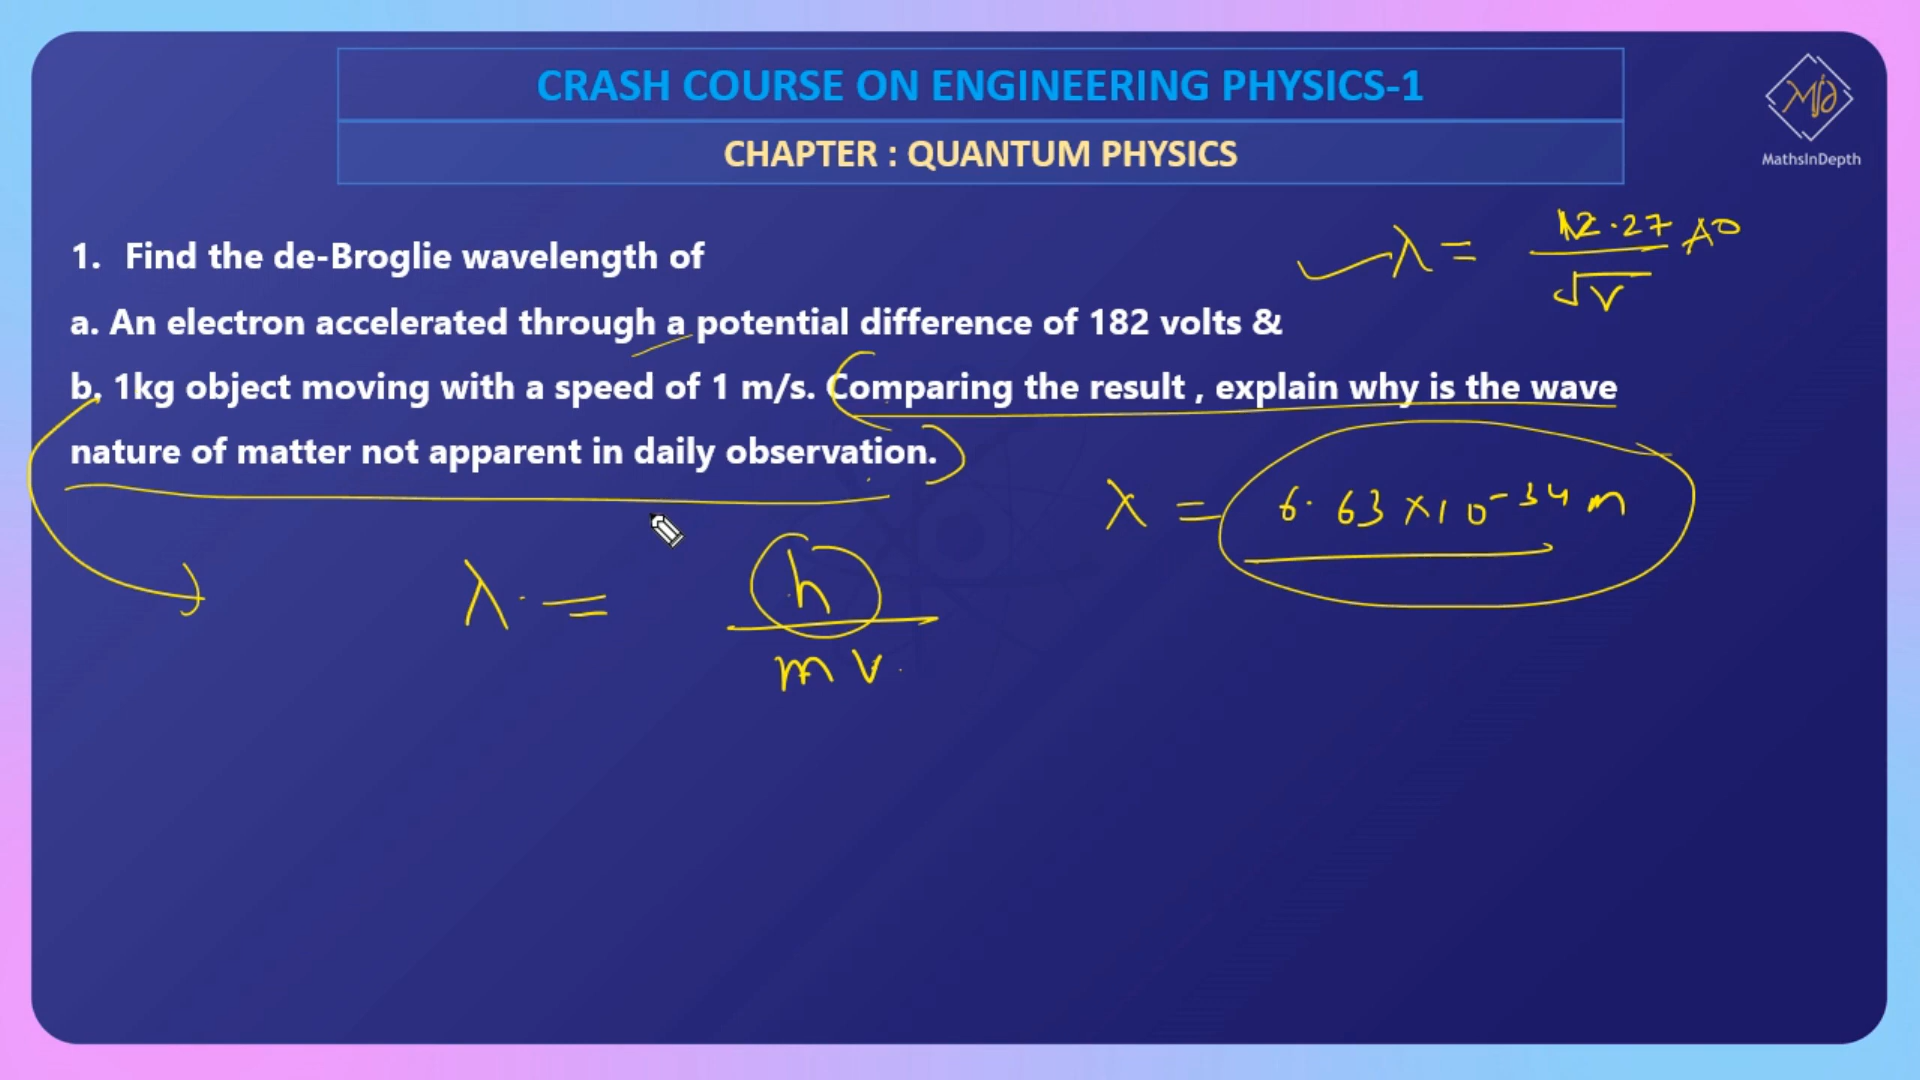 CRASH COURSE ON ENGINEERING PHYSICS-1
CHAPTER : QUANTUM PHYSICS
MathsInDepth
1. Find the de-Broglie wavelength of
λ = 12.27 / √V A°
a. An electron accelerated through a potential difference of 182 volts &
b. 1kg object moving with a speed of 1 m/s. Comparing the result , explain why is the wave
nature of matter not apparent in daily observation.
λ = 6.63 × 10⁻³⁴ m
λ = h / mv